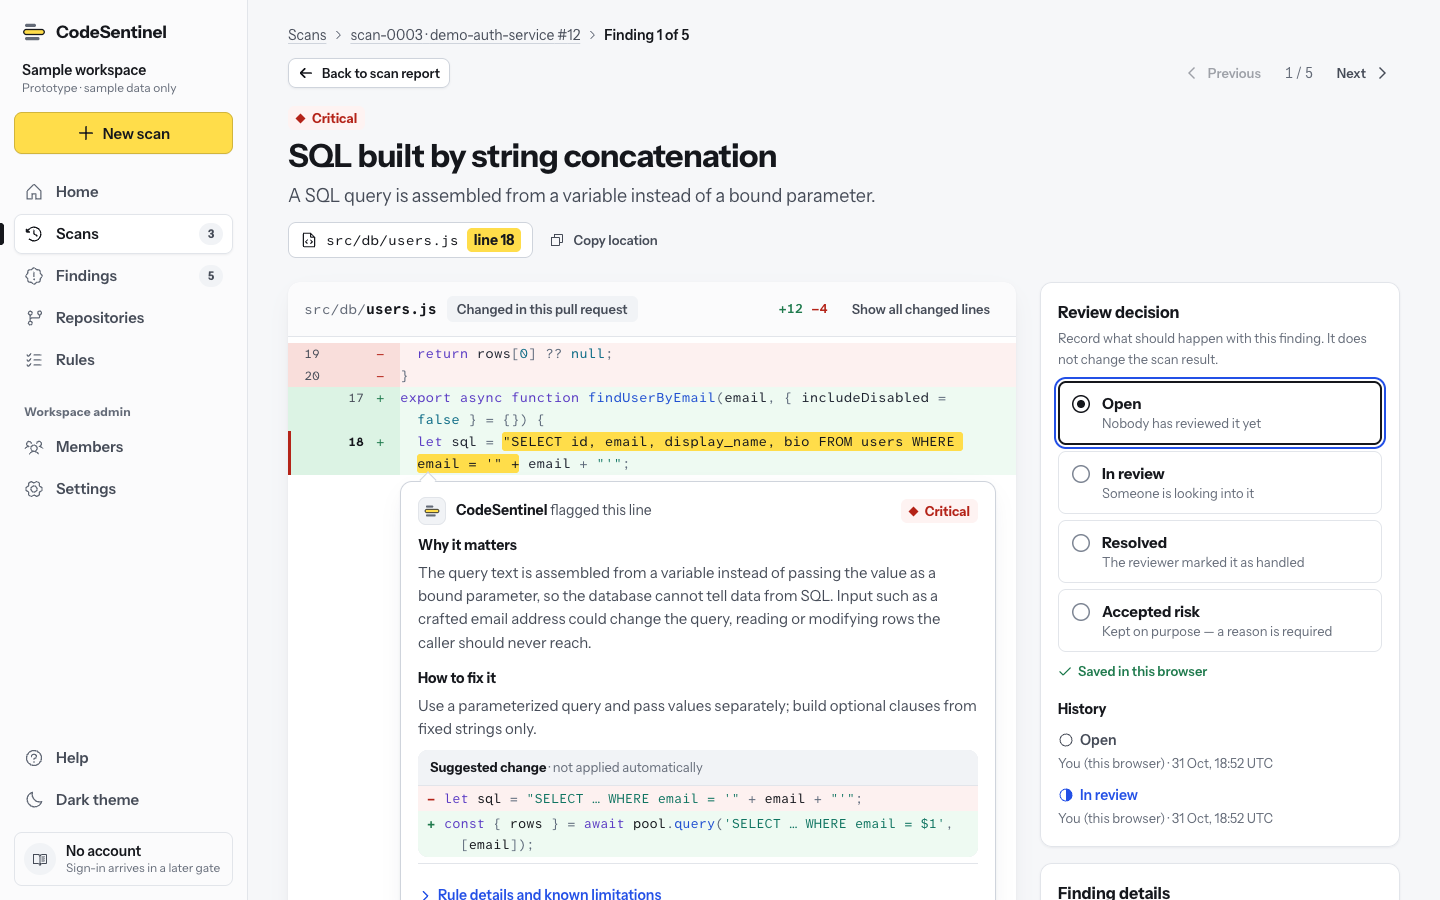 CodeSentinel
Sample workspace
Prototype · sample data only
New scan
Home
Scans 3
Findings 5
Repositories
Rules
Workspace admin
Members
Settings
Help
Dark theme
No account
Sign-in arrives in a later gate
Scans > scan-0003 · demo-auth-service #12 > Finding 1 of 5
Back to scan report
Previous 1 / 5 Next
Critical
SQL built by string concatenation
A SQL query is assembled from a variable instead of a bound parameter.
src/db/users.js line 18 Copy location
src/db/users.js Changed in this pull request +12 −4 Show all changed lines
19 − return rows[0] ?? null;
20 − }
17 + export async function findUserByEmail(email, { includeDisabled =
false } = {}) {
18 + let sql = "SELECT id, email, display_name, bio FROM users WHERE
email = '" + email + "'";
CodeSentinel flagged this line Critical
Why it matters
The query text is assembled from a variable instead of passing the value as a
bound parameter, so the database cannot tell data from SQL. Input such as a
crafted email address could change the query, reading or modifying rows the
caller should never reach.
How to fix it
Use a parameterized query and pass values separately; build optional clauses from
fixed strings only.
Suggested change · not applied automatically
− let sql = "SELECT … WHERE email = '" + email + "'";
+ const { rows } = await pool.query('SELECT … WHERE email = $1',
[email]);
Rule details and known limitations
Review decision
Record what should happen with this finding. It does
not change the scan result.
Open
Nobody has reviewed it yet
In review
Someone is looking into it
Resolved
The reviewer marked it as handled
Accepted risk
Kept on purpose — a reason is required
Saved in this browser
History
Open
You (this browser) · 31 Oct, 18:52 UTC
In review
You (this browser) · 31 Oct, 18:52 UTC
Finding details